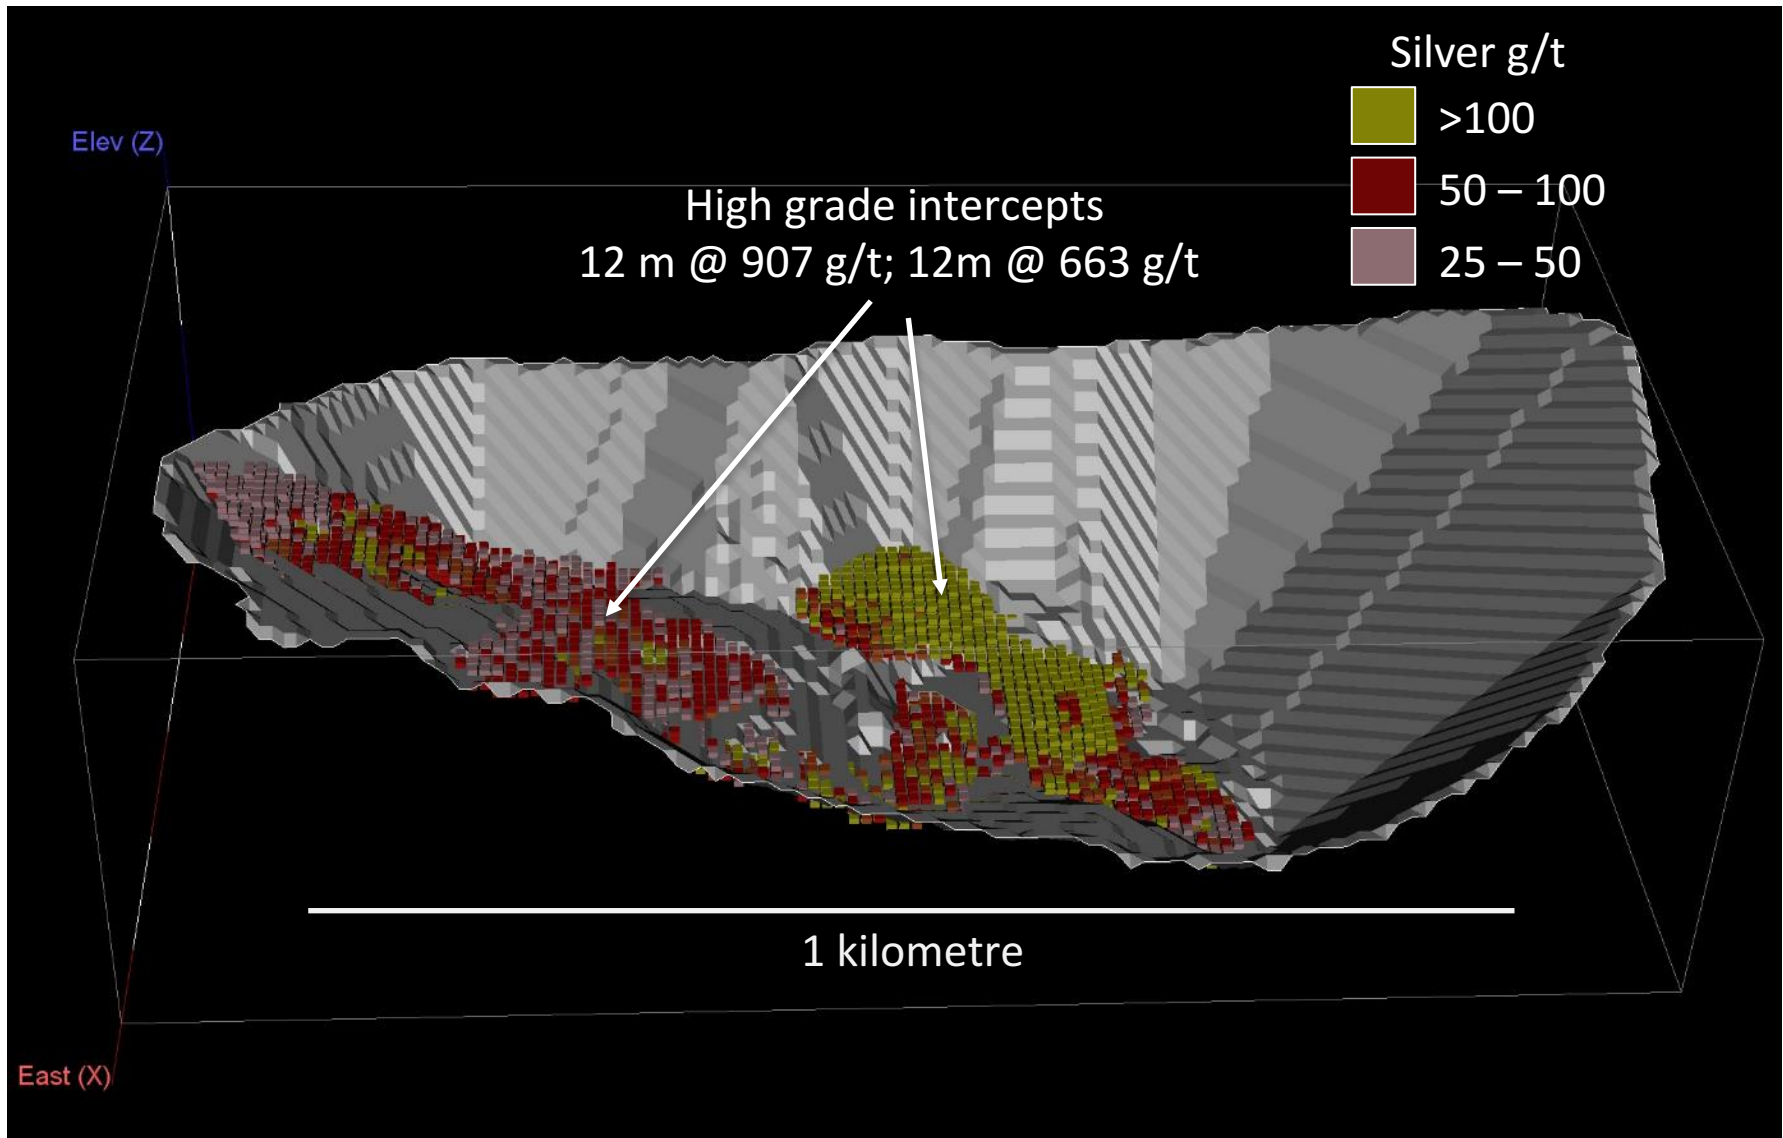 Silver g/t
>100
50 – 100
25 – 50
Elev (Z)
High grade intercepts
12 m @ 907 g/t; 12m @ 663 g/t
1 kilometre
East (X)